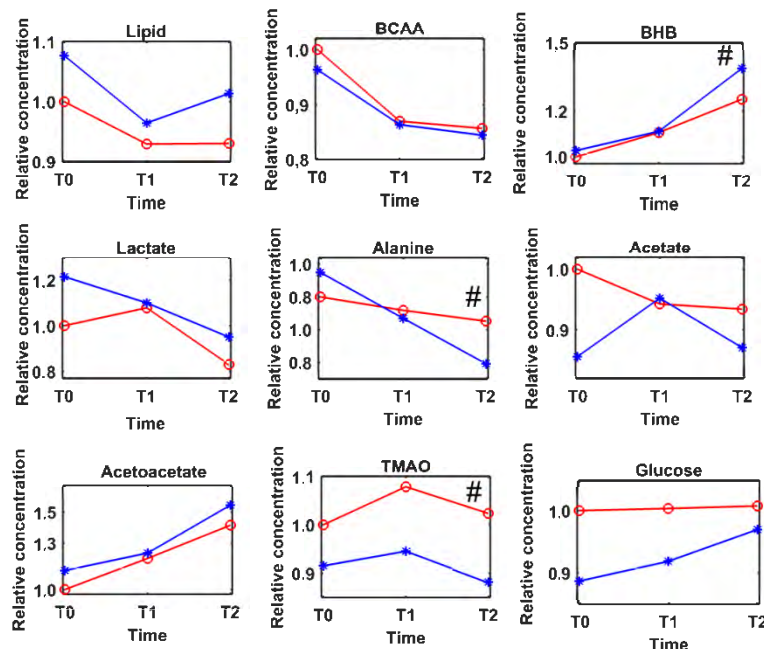 Lipid
1.1
1.0
0.9
Relative concentration
T0 T1 T2
Time
BCAA
1.0
0,9
0,8
Relative concentration
T0 T1 T2
Time
BHB
1.5
1.2
1.0
#
Relative concentration
T0 T1 T2
Time
Lactate
1.2
1.0
0.8
Relative concentration
T0 T1 T2
Time
Alanine
1.0
0.8
1.0
0.8
#
Relative concentration
T0 T1 T2
Time
Acetate
1.0
0.9
Relative concentration
T0 T1 T2
Time
Acetoacetate
1.5
1.3
1.0
Relative concentration
T0 T1 T2
Time
TMAO
1.1
1.0
0.9
#
Relative concentration
T0 T1 T2
Time
Glucose
1.0
0.9
Relative concentration
T0 T1 T2
Time